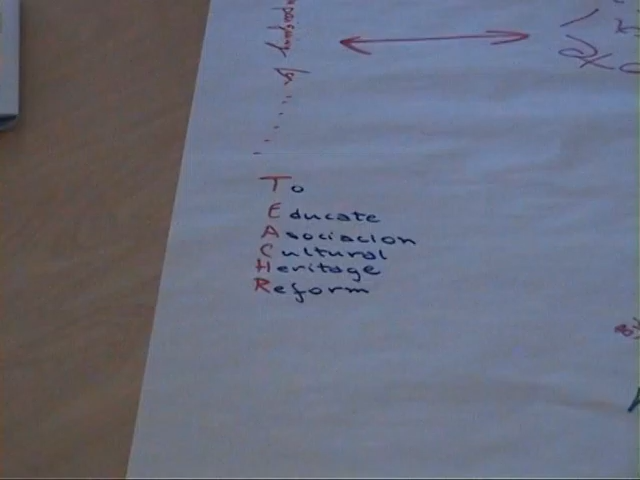 To
Educate
Asociacion
Cultural
Heritage
Reform